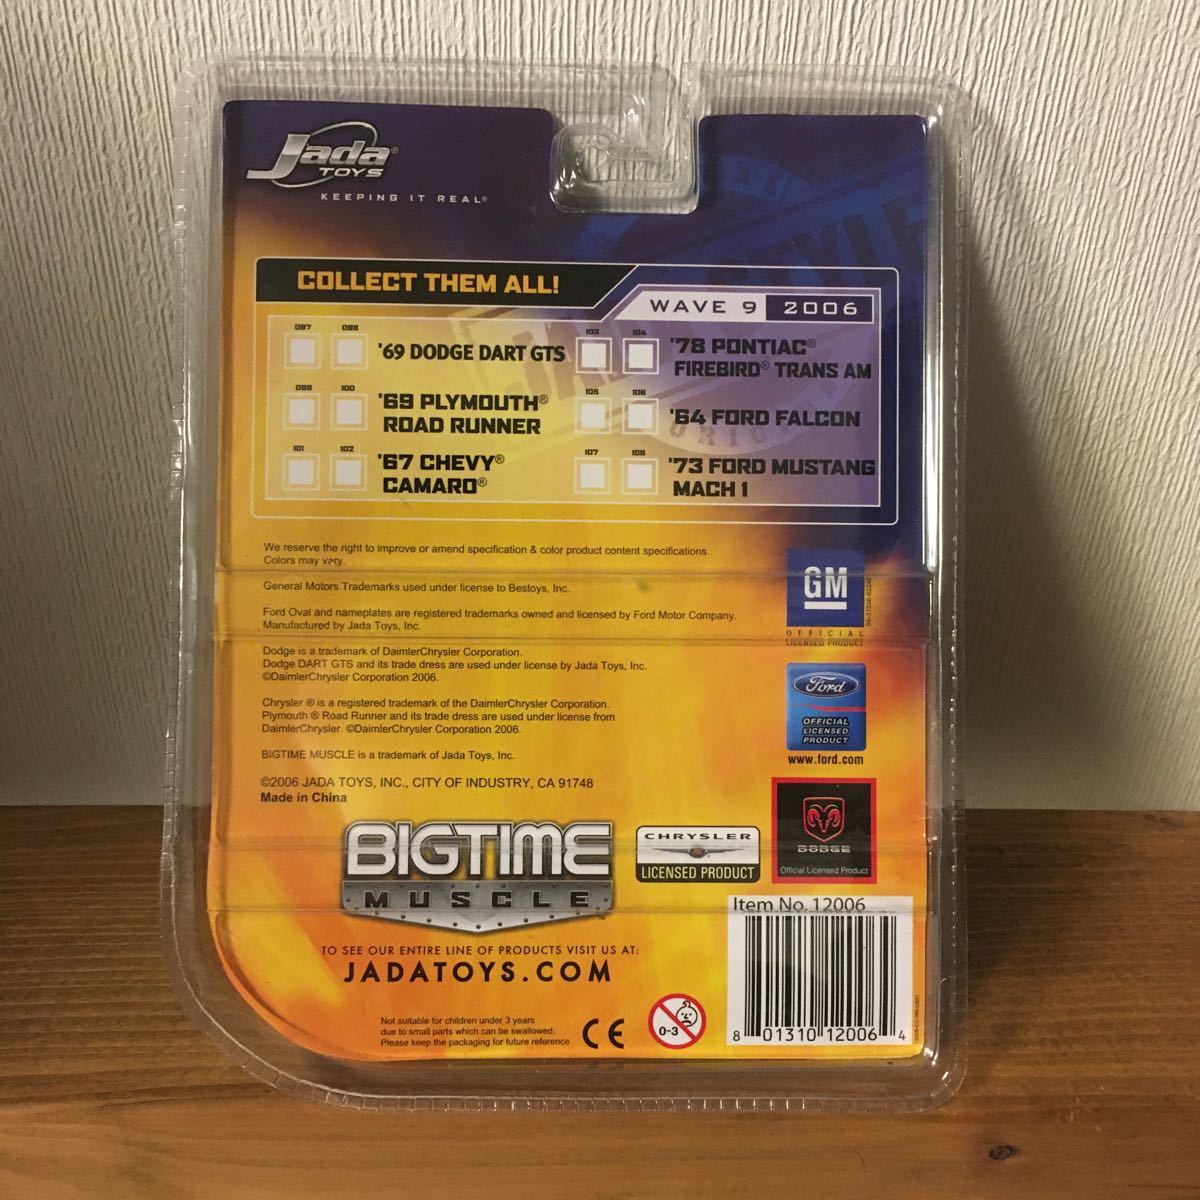 Jada®
TOYS
KEEPING IT REAL®
COLLECT THEM ALL!
WAVE 9 2006
097 098
'69 DODGE DART GTS
099 100
'69 PLYMOUTH®
ROAD RUNNER
101 102
'67 CHEVY®
CAMARO®
103 104
'78 PONTIAC®
FIREBIRD® TRANS AM
105 106
'64 FORD FALCON
107 108
'73 FORD MUSTANG
MACH 1
We reserve the right to improve or amend specification & color product content specifications.
Colors may vary.
General Motors Trademarks used under license to Bestoys, Inc.
Ford Oval and nameplates are registered trademarks owned and licensed by Ford Motor Company.
Manufactured by Jada Toys, Inc.
Dodge is a trademark of DaimlerChrysler Corporation.
Dodge DART GTS and its trade dress are used under license by Jada Toys, Inc.
©DaimlerChrysler Corporation 2006.
Chrysler ® is a registered trademark of the DaimlerChrysler Corporation.
Plymouth ® Road Runner and its trade dress are used under license from
DaimlerChrysler. ©DaimlerChrysler Corporation 2006.
BIGTIME MUSCLE is a trademark of Jada Toys, Inc.
©2006 JADA TOYS, INC., CITY OF INDUSTRY, CA 91748
Made in China
GM
OFFICIAL
LICENSED PRODUCT
Ford
OFFICIAL
LICENSED
PRODUCT
www.ford.com
BIGTIME
MUSCLE
CHRYSLER
LICENSED PRODUCT
DODGE
Official Licensed Product
TO SEE OUR ENTIRE LINE OF PRODUCTS VISIT US AT:
JADATOYS.COM
Item No. 12006
8 01310 12006 4
Not suitable for children under 3 years
due to small parts which can be swallowed.
Please keep the packaging for future reference.
CE
0-3